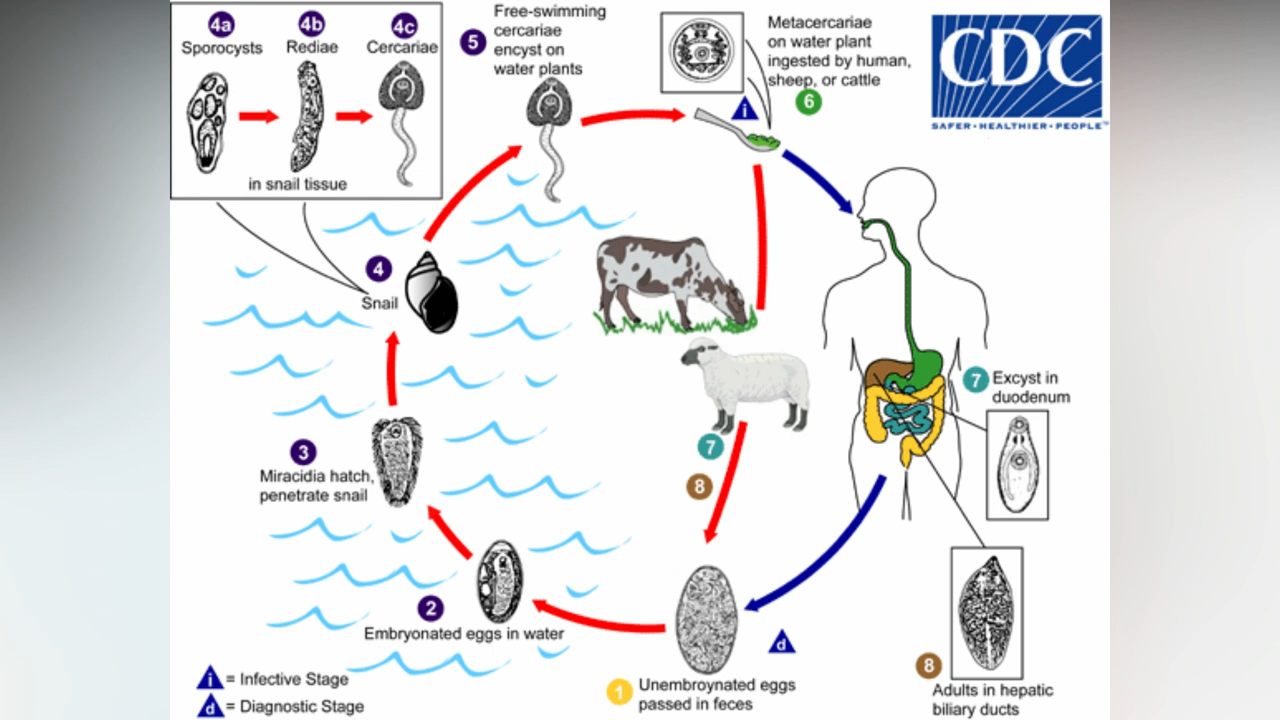 4a
Sporocysts
4b
Rediae
4c
Cercariae
in snail tissue
5
Free-swimming
cercariae
encyst on
water plants
Metacercariae
on water plant
ingested by human,
sheep, or cattle
6
i
CDC
SAFER•HEALTHIER•PEOPLE™
4
Snail
7
Excyst in
duodenum
3
Miracidia hatch,
penetrate snail
7
8
2
Embryonated eggs in water
d
1
Unembroynated eggs
passed in feces
8
Adults in hepatic
biliary ducts
i = Infective Stage
d = Diagnostic Stage